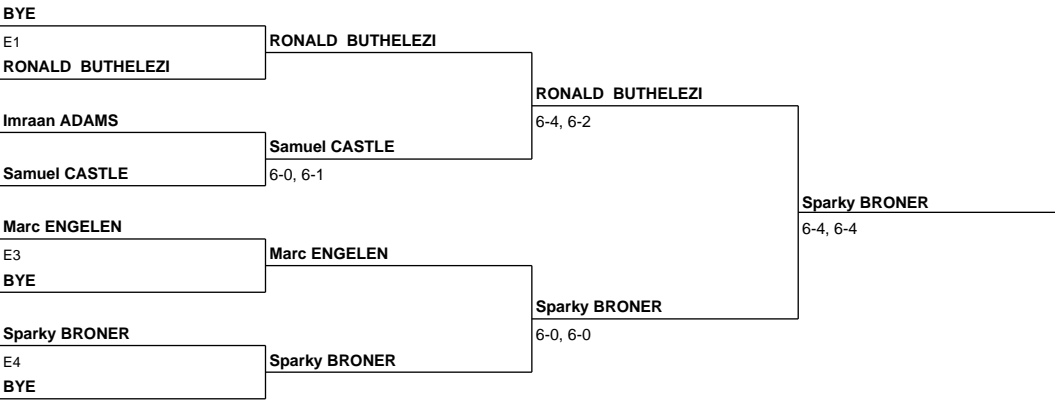 BYE
E1
RONALD BUTHELEZI
RONALD BUTHELEZI
Imraan ADAMS
Samuel CASTLE
Samuel CASTLE
6-0, 6-1
RONALD BUTHELEZI
6-4, 6-2
Marc ENGELEN
E3
BYE
Marc ENGELEN
Sparky BRONER
E4
BYE
Sparky BRONER
Sparky BRONER
6-0, 6-0
Sparky BRONER
6-4, 6-4